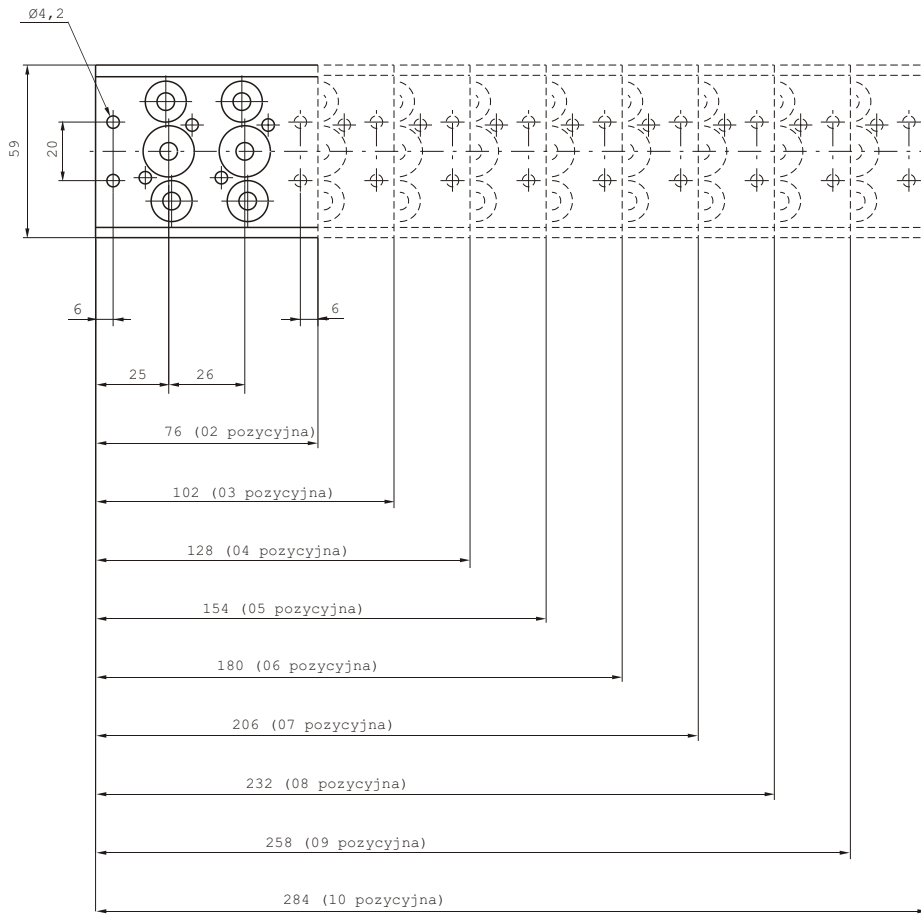 Ø4,2
59
20
6
6
25
26
76 (02 pozycyjna)
102 (03 pozycyjna)
128 (04 pozycyjna)
154 (05 pozycyjna)
180 (06 pozycyjna)
206 (07 pozycyjna)
232 (08 pozycyjna)
258 (09 pozycyjna)
284 (10 pozycyjna)